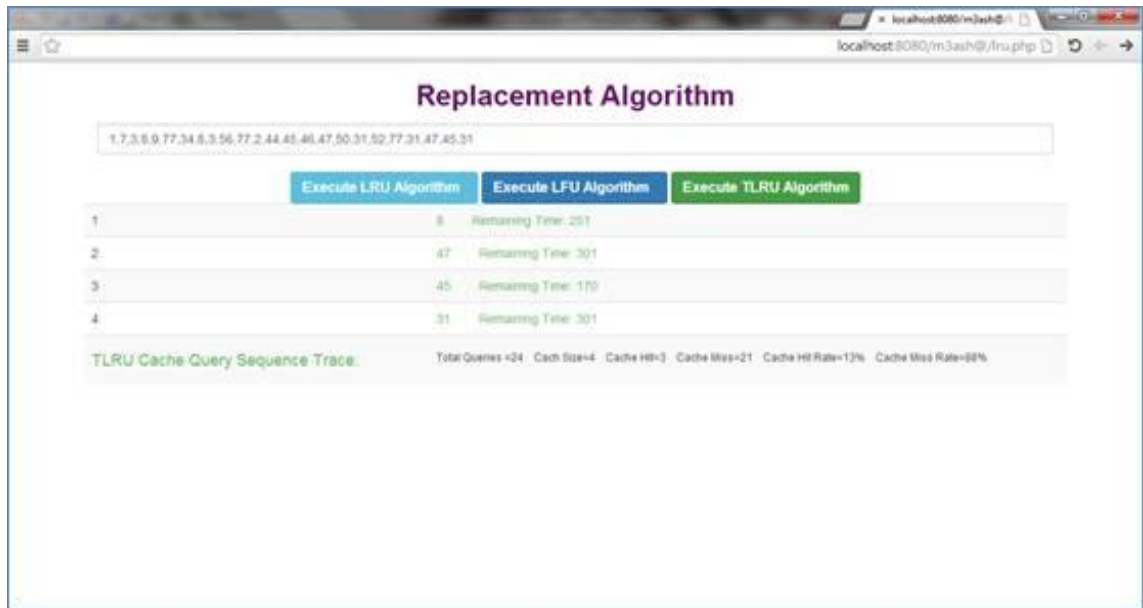 localhost:8080/m3ash@/l
localhost:8080/m3ash@/lru.php
Replacement Algorithm
1,7,3,8,9,77,34,8,3,56,77,2,44,45,46,47,50,31,52,77,31,47,45,31
Execute LRU Algorithm Execute LFU Algorithm Execute TLRU Algorithm
1 8 Remaining Time: 251
2 47 Remaining Time: 301
3 45 Remaining Time: 170
4 31 Remaining Time: 301
TLRU Cache Query Sequence Trace. Total Queries =24 Cach Size=4 Cache Hit=3 Cache Miss=21 Cache Hit Rate=13% Cache Miss Rate=88%